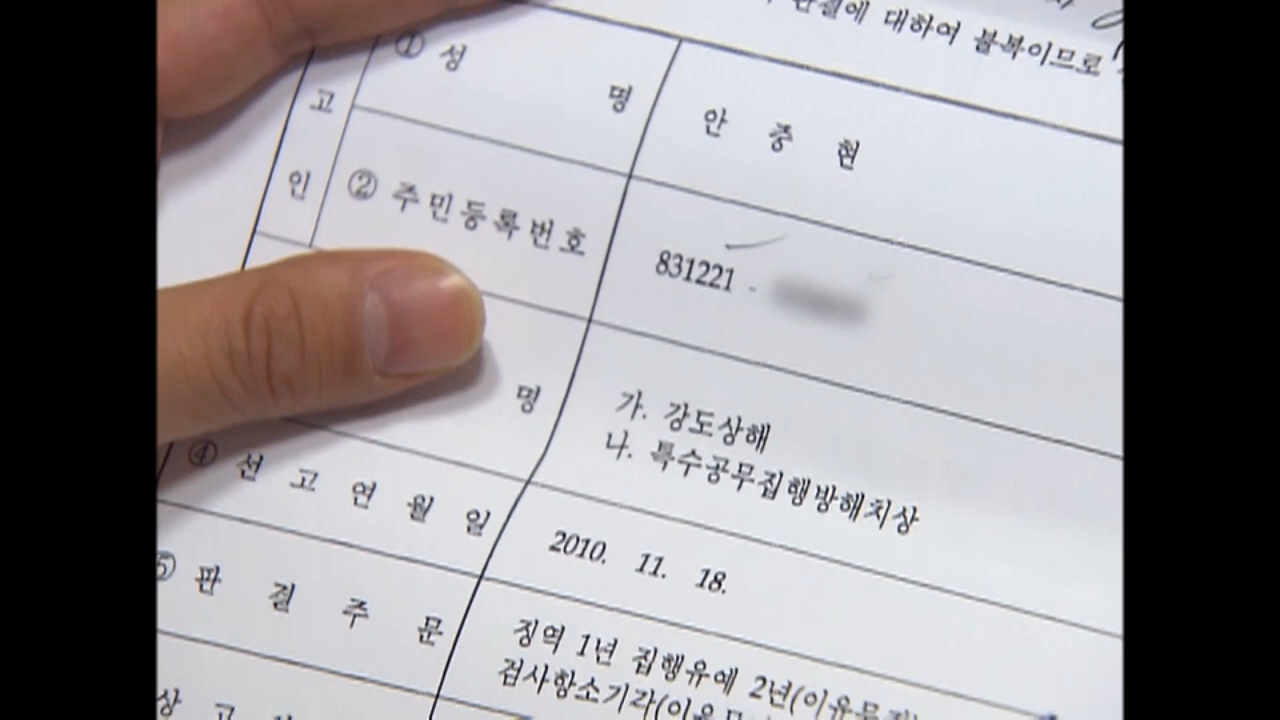 판결에 대하여 불복이므로
고 인
① 성 명 안 중 현
② 주민등록번호 831221 -
명 가. 강도상해
나. 특수공무집행방해치상
④ 선 고 연 월 일 2010. 11. 18.
⑤ 판 결 주 문 징역 1년 집행유예 2년(이유무죄)
검사항소기각(이유
상 고